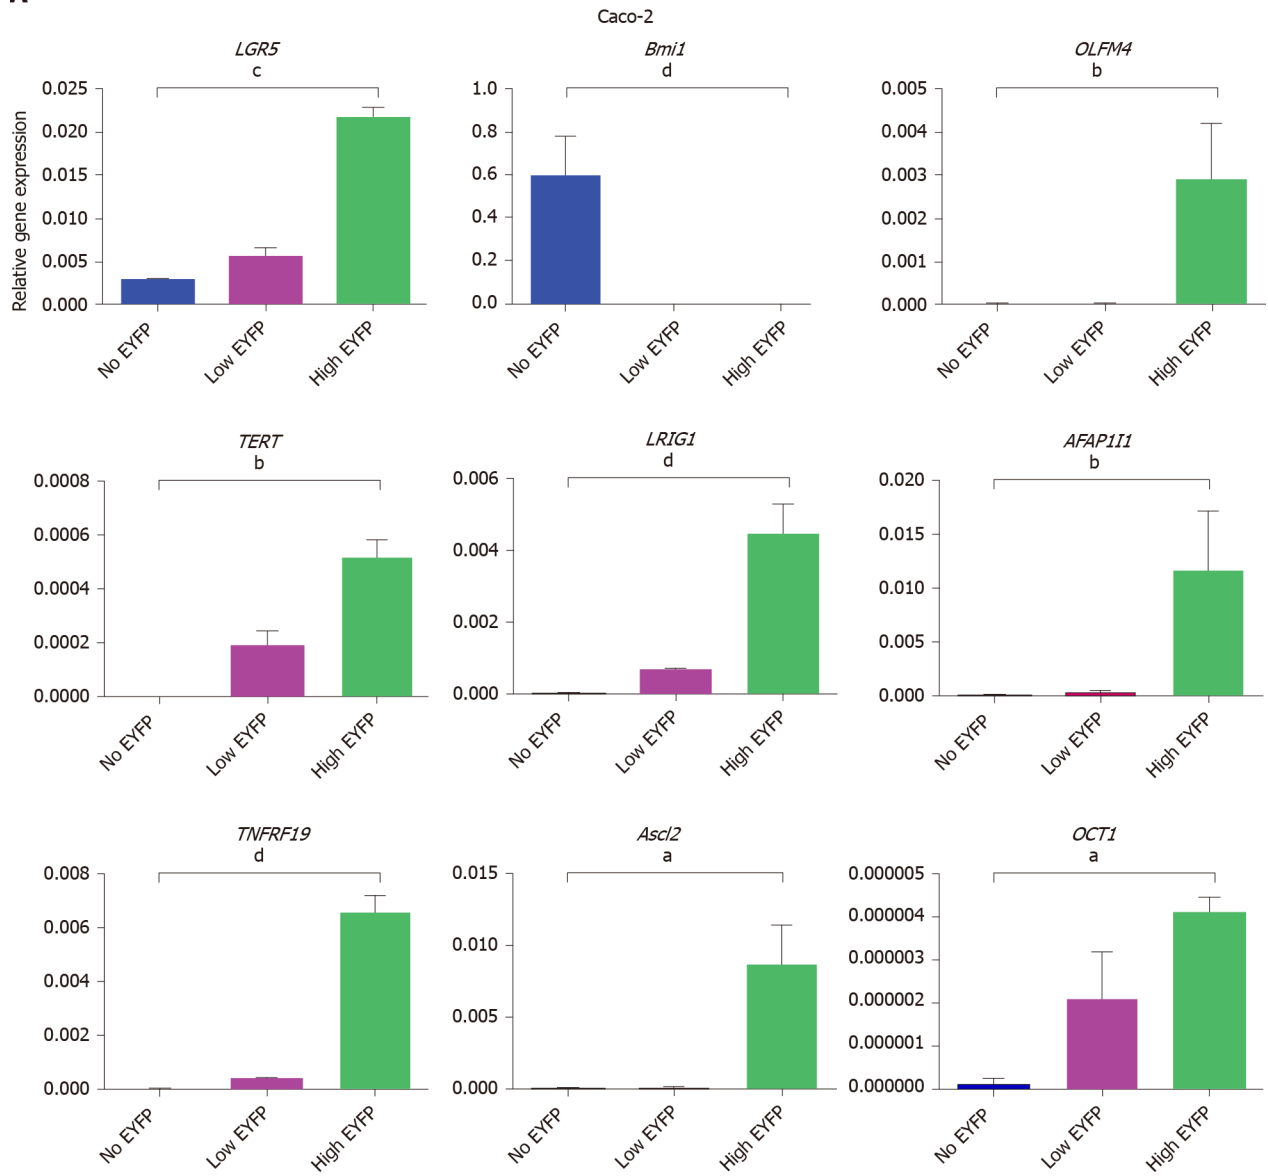 Caco-2
LGR5
c
Relative gene expression
0.025
0.020
0.015
0.010
0.005
0.000
No EYFP
Low EYFP
High EYFP
Bmi1
d
1.0
0.8
0.6
0.4
0.2
0.0
No EYFP
Low EYFP
High EYFP
OLFM4
b
0.005
0.004
0.003
0.002
0.001
0.000
No EYFP
Low EYFP
High EYFP
TERT
b
0.0008
0.0006
0.0004
0.0002
0.0000
No EYFP
Low EYFP
High EYFP
LRIG1
d
0.006
0.004
0.002
0.000
No EYFP
Low EYFP
High EYFP
AFAP1I1
b
0.020
0.015
0.010
0.005
0.000
No EYFP
Low EYFP
High EYFP
TNFRF19
d
0.008
0.006
0.004
0.002
0.000
No EYFP
Low EYFP
High EYFP
Ascl2
a
0.015
0.010
0.005
0.000
No EYFP
Low EYFP
High EYFP
OCT1
a
0.000005
0.000004
0.000003
0.000002
0.000001
0.000000
No EYFP
Low EYFP
High EYFP